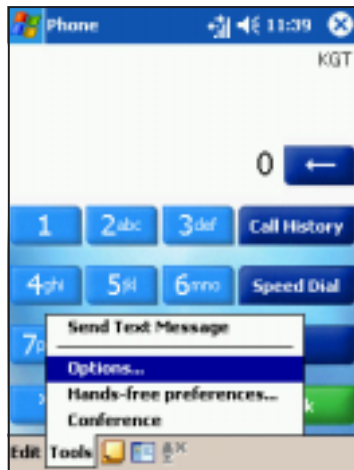 Phone 11:39
KGT
0
1 2abc 3def Call History
4ghi 5jkl 6mno Speed Dial
7p
Send Text Message
Options...
Hands-free preferences...
Conference
k
Edit Tools